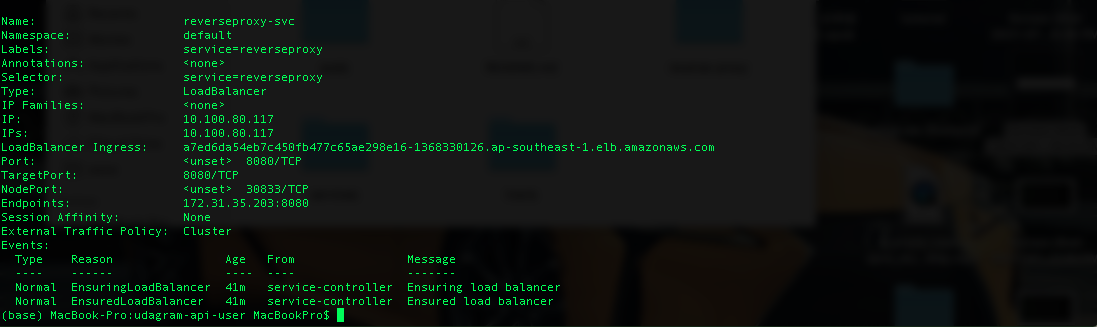 Name: reverseproxy-svc
Namespace: default
Labels: service=reverseproxy
Annotations: <none>
Selector: service=reverseproxy
Type: LoadBalancer
IP Families: <none>
IP: 10.100.80.117
IPs: 10.100.80.117
LoadBalancer Ingress: a7ed6da54eb7c450fb477c65ae298e16-1368330126.ap-southeast-1.elb.amazonaws.com
Port: <unset> 8080/TCP
TargetPort: 8080/TCP
NodePort: <unset> 30833/TCP
Endpoints: 172.31.35.203:8080
Session Affinity: None
External Traffic Policy: Cluster
Events:
Type Reason Age From Message
---- ------ ---- ---- -------
Normal EnsuringLoadBalancer 41m service-controller Ensuring load balancer
Normal EnsuredLoadBalancer 41m service-controller Ensured load balancer
(base) MacBook-Pro:udagram-api-user MacBookPro$